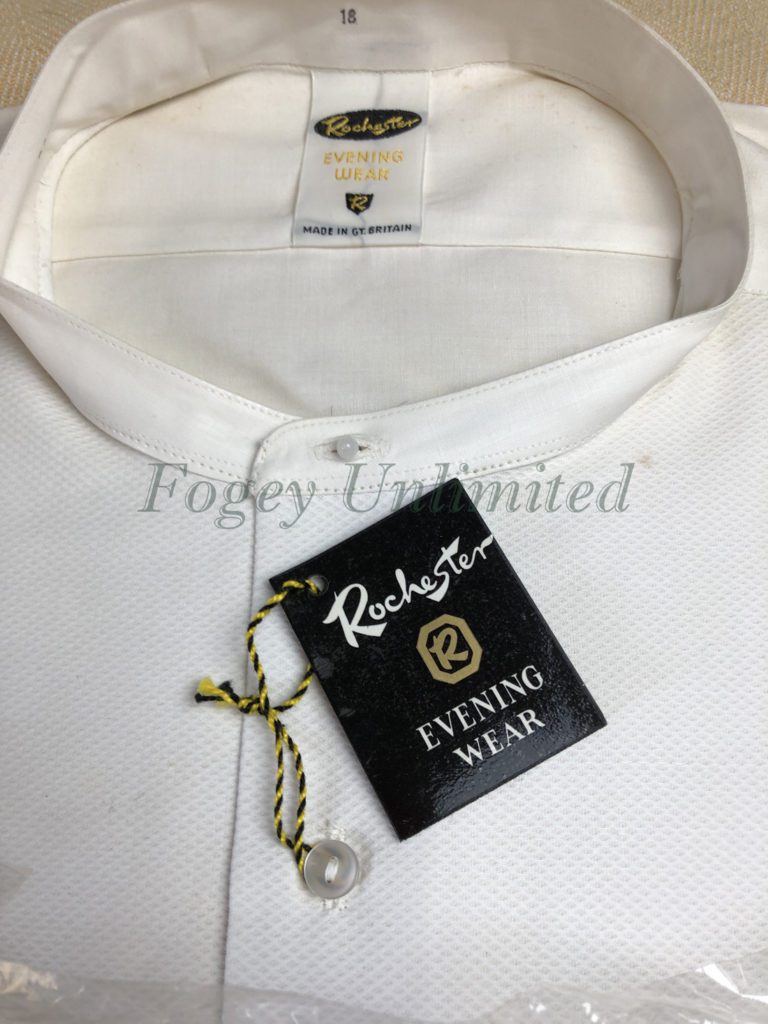 18
Rochester
EVENING
WEAR
R
MADE IN GT. BRITAIN
Fogey Unlimited
Rochester
R
EVENING
WEAR